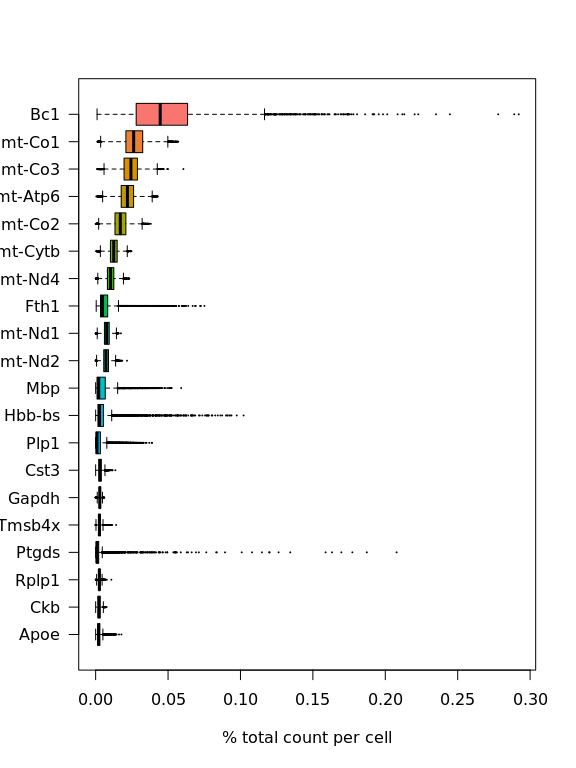 Bc1
mt-Co1
mt-Co3
mt-Atp6
mt-Co2
mt-Cytb
mt-Nd4
Fth1
mt-Nd1
mt-Nd2
Mbp
Hbb-bs
Plp1
Cst3
Gapdh
Tmsb4x
Ptgds
Rplp1
Ckb
Apoe
0.00 0.05 0.10 0.15 0.20 0.25 0.30
% total count per cell